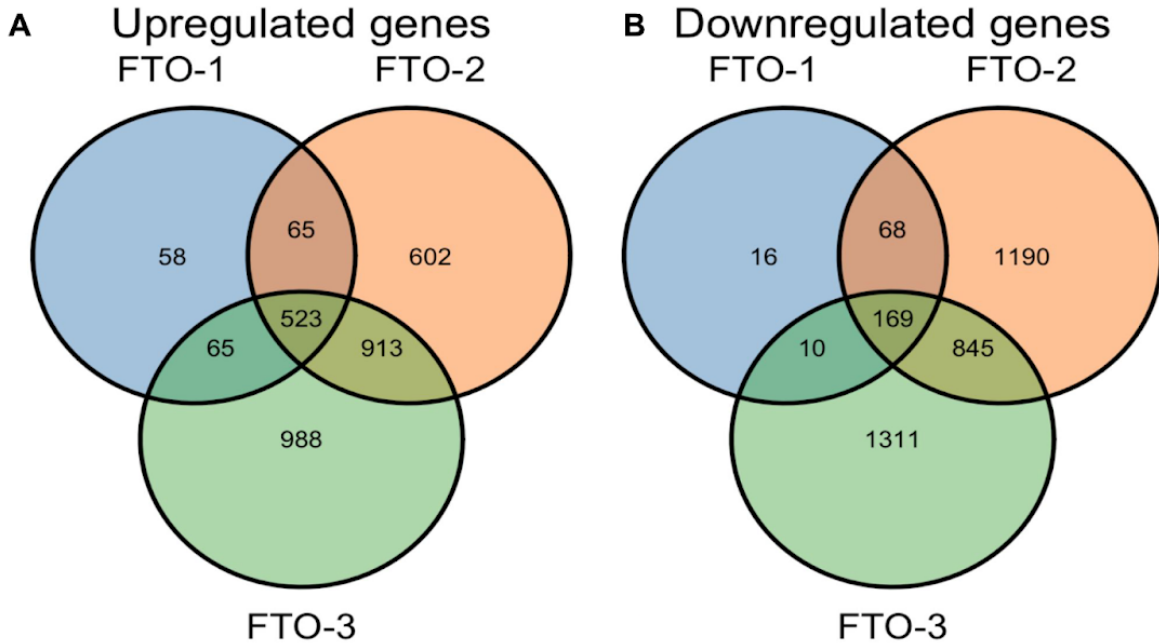 A Upregulated genes
FTO-1 FTO-2
65
58 602
523
65 913
988
FTO-3
B Downregulated genes
FTO-1 FTO-2
68
16 1190
169
10 845
1311
FTO-3